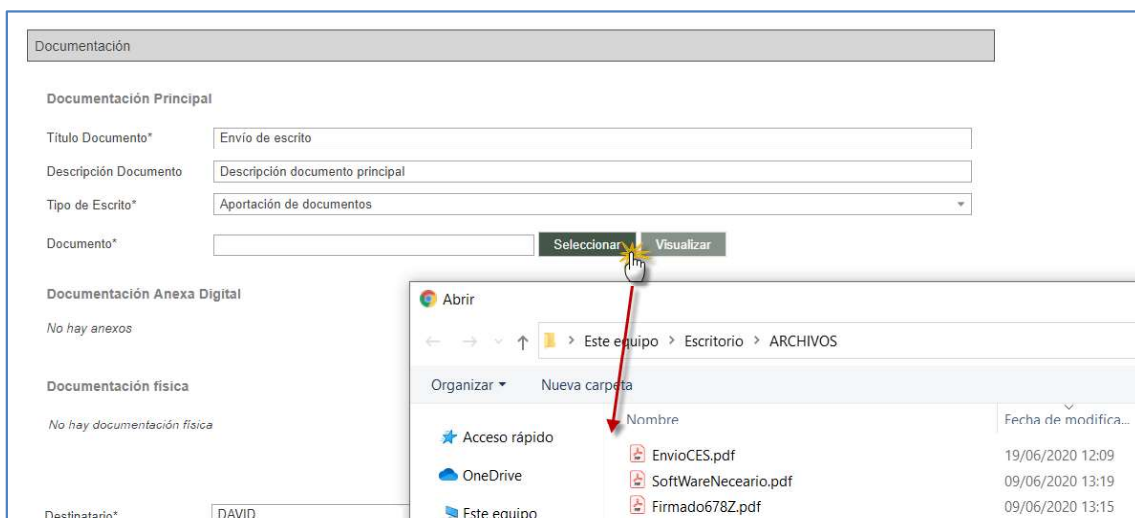 Documentación
Documentación Principal
Título Documento* Envío de escrito
Descripción Documento Descripción documento principal
Tipo de Escrito* Aportación de documentos
Documento* Seleccionar Visualizar
Documentación Anexa Digital
No hay anexos
Documentación física
No hay documentación física
Destinatario* DAVID
Abrir
Este equipo > Escritorio > ARCHIVOS
Organizar Nueva carpeta
Nombre Fecha de modifica...
Acceso rápido
OneDrive
Este equipo
EnvioCES.pdf 19/06/2020 12:09
SoftWareNeceario.pdf 09/06/2020 13:19
Firmado678Z.pdf 09/06/2020 13:15